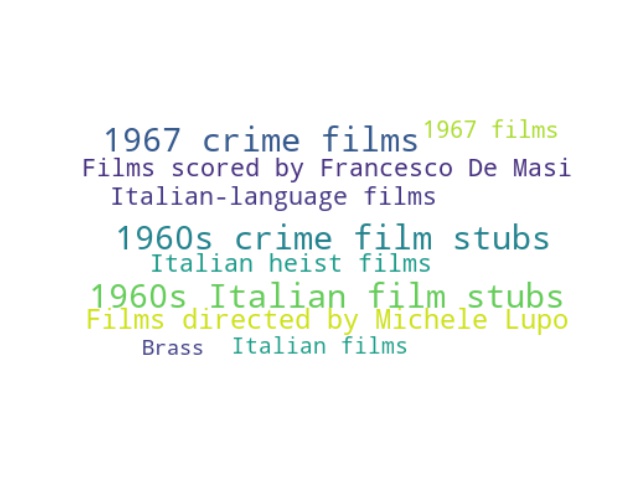 1967 crime films
1967 films
Films scored by Francesco De Masi
Italian-language films
1960s crime film stubs
Italian heist films
1960s Italian film stubs
Films directed by Michele Lupo
Brass
Italian films